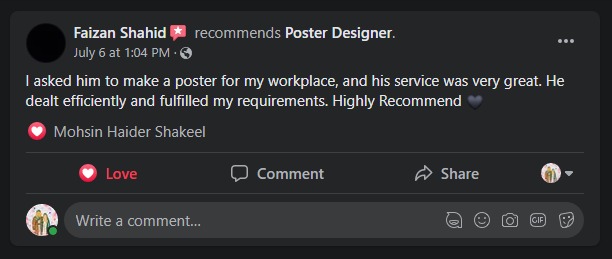 Faizan Shahid recommends Poster Designer.
July 6 at 1:04 PM ·
I asked him to make a poster for my workplace, and his service was very great. He
dealt efficiently and fulfilled my requirements. Highly Recommend 🖤
Mohsin Haider Shakeel
Love Comment Share
Write a comment... GIF